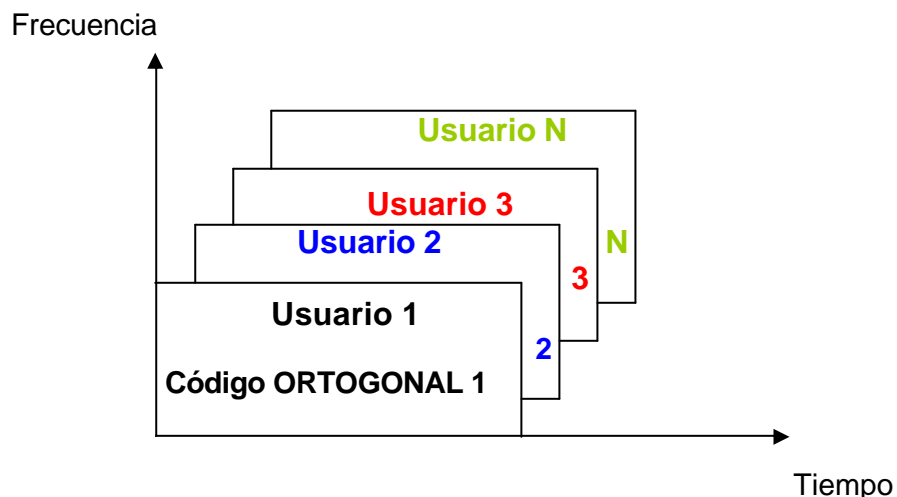 Frecuencia
Usuario N
Usuario 3
Usuario 2
N
3
Usuario 1
2
Código ORTOGONAL 1
Tiempo